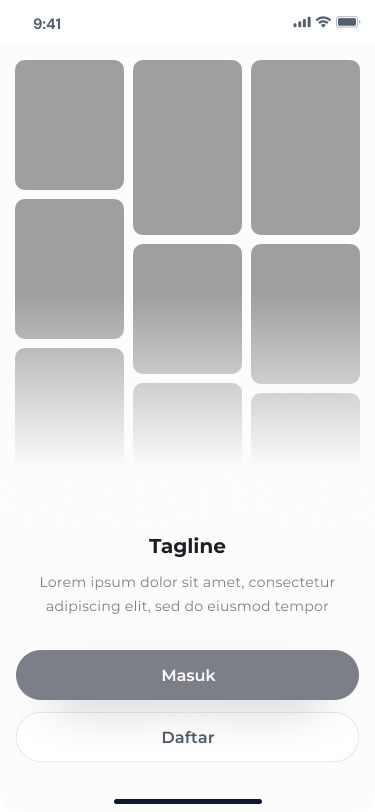 9:41
Tagline
Lorem ipsum dolor sit amet, consectetur
adipiscing elit, sed do eiusmod tempor
Masuk
Daftar